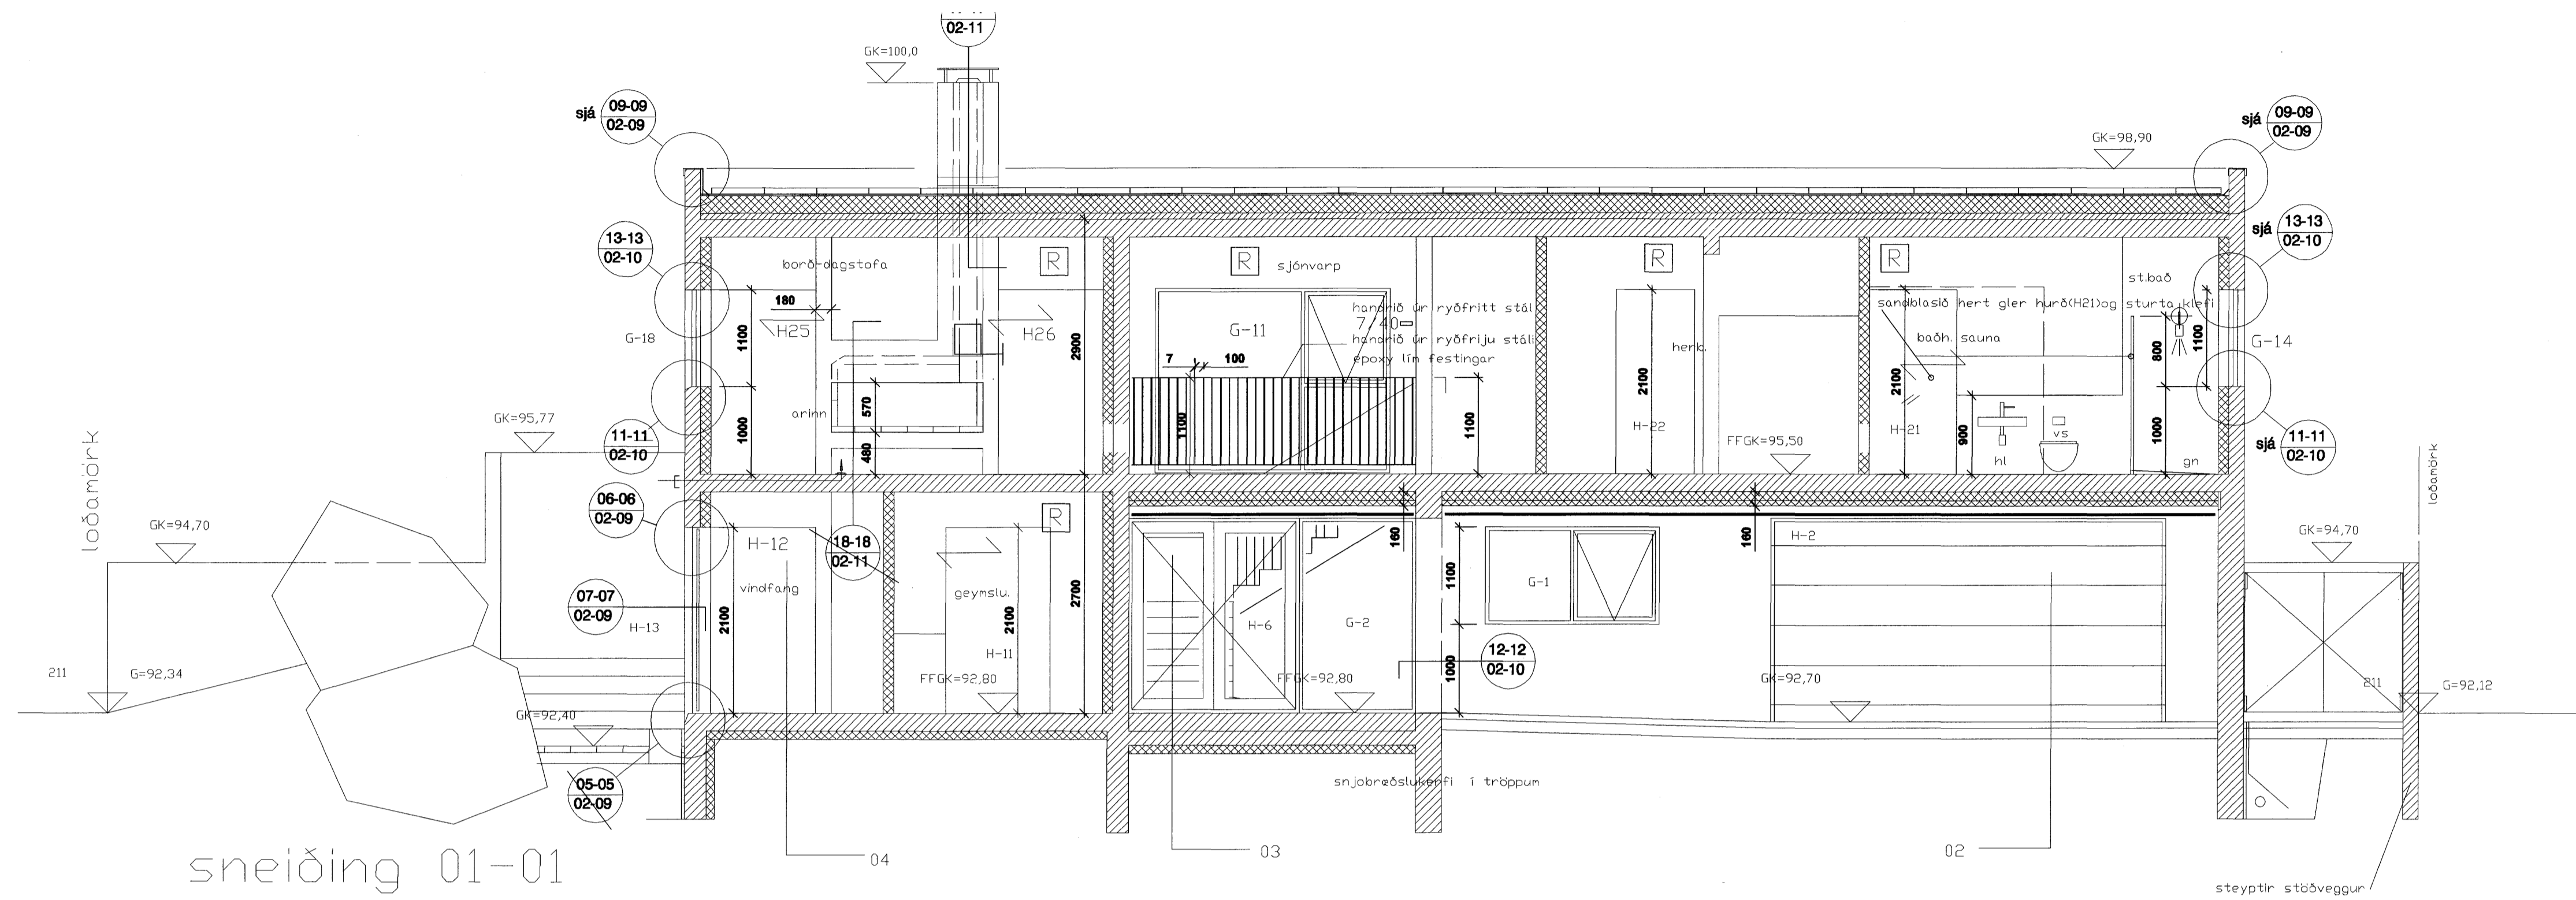 02-11
GK=100,0
sjá 09-09
02-09
sjá 09-09
02-09
GK=98,90
13-13
02-10
sjá 13-13
02-10
borð-dagstofa
R
R
sjónvarp
R
R
st.bað
180
H25
H26
G-18
1100
2900
G-11
handrið úr ryðfritt stál
7/40
handrið úr ryðfríju stáli
epoxy lím festingar
7
100
herk.
sandblasið hert gler hurð(H21)og sturta klefi
baðh. sauna
800
1100
G-14
2100
2100
GK=95,77
arinn
570
480
1000
1100
1100
H-22
FFGK=95,50
H-21
900
hl
vs
1000
gn
11-11
02-10
sjá 11-11
02-10
loðamörk
loðamörk
06-06
02-09
GK=94,70
R
H-12
18-18
02-11
160
160
H-2
GK=94,70
vindfang
geymslu.
1100
G-1
07-07
02-09
H-13
2100
2100
2700
H-11
H-6
G-2
12-12
02-10
1000
211
G=92,34
FFGK=92,80
FFGK=92,80
GK=92,70
211
G=92,12
GK=92,40
05-05
02-09
snjobræðslukerfi í tröppum
sneiðing 01-01
04
03
02
steyptir stöðveggur